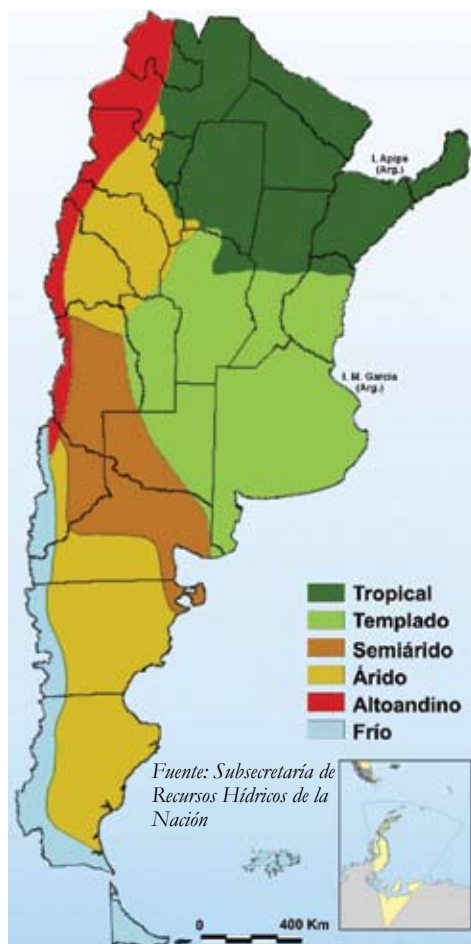 I. Apipé
(Arg.)
I. M. García
(Arg.)
Tropical
Templado
Semiárido
Árido
Altoandino
Frío
Fuente: Subsecretaría de
Recursos Hídricos de la
Nación
0 400 Km